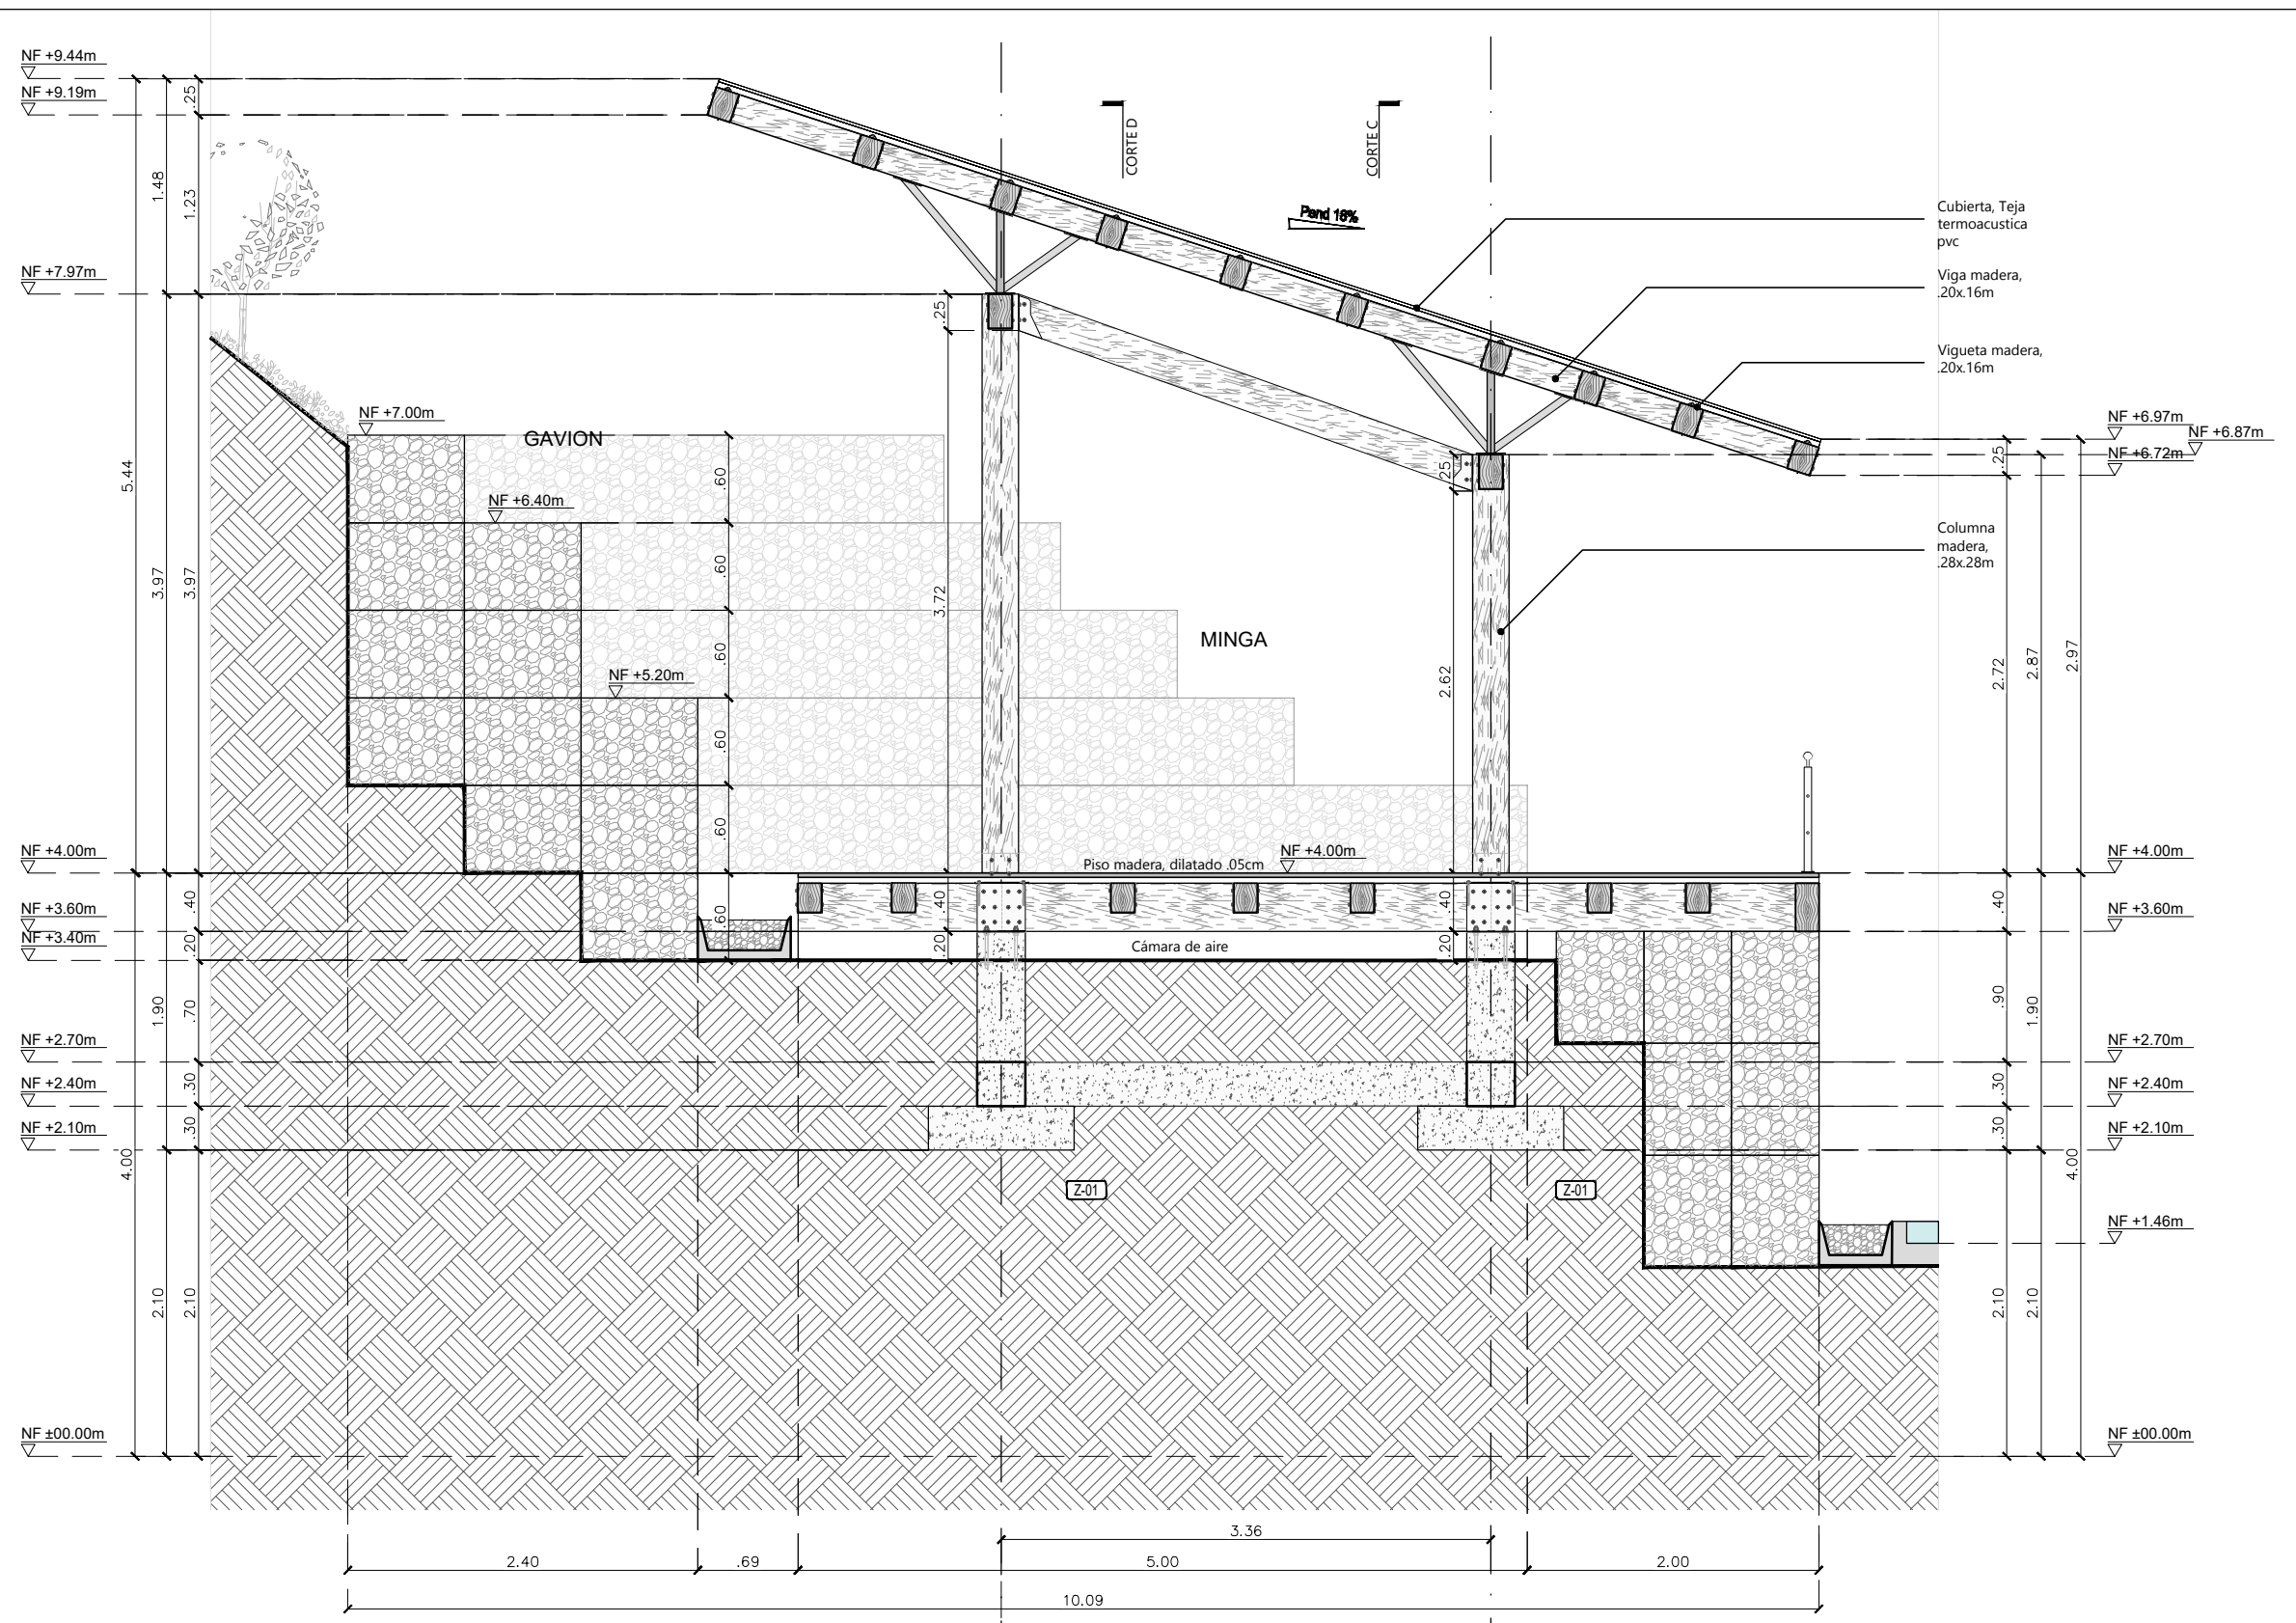 NF +9.44m
NF +9.19m
.25
1.48
1.23
CORTE D
CORTE C
Pend 18%
Cubierta, Teja
termoacustica
pvc
Viga madera,
.20x.16m
NF +7.97m
.25
Vigueta madera,
.20x.16m
NF +7.00m
GAVION
NF +6.97m
NF +6.87m
NF +6.72m
.25
.25
5.44
.60
NF +6.40m
Columna
madera,
.28x.28m
3.97
3.97
.60
3.72
MINGA
.60
NF +5.20m
2.62
2.72
2.87
2.97
.60
.60
NF +4.00m
Piso madera, dilatado .05cm
NF +4.00m
NF +4.00m
.40
.60
.40
.40
.40
NF +3.60m
NF +3.60m
NF +3.40m
.20
.20
Cámara de aire
.20
1.90
.70
.90
1.90
NF +2.70m
NF +2.70m
.30
.30
NF +2.40m
NF +2.40m
.30
.30
NF +2.10m
NF +2.10m
4.00
4.00
Z-01
Z-01
NF +1.46m
2.10
2.10
2.10
2.10
NF ±00.00m
NF ±00.00m
3.36
2.40
.69
5.00
2.00
10.09